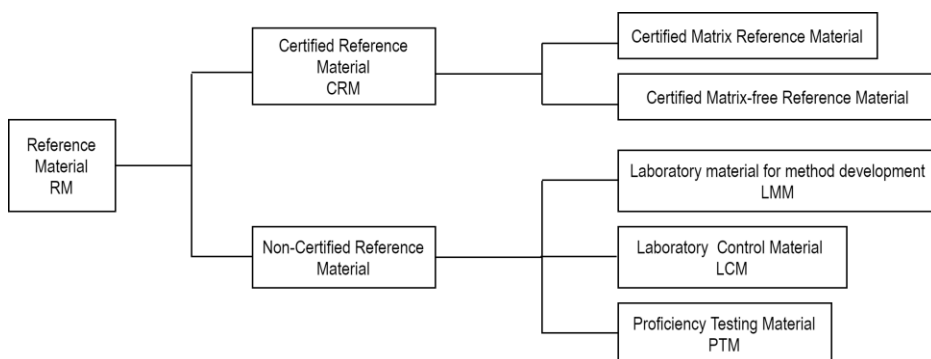 Reference
Material
RM
Certified Reference
Material
CRM
Non-Certified Reference
Material
Certified Matrix Reference Material
Certified Matrix-free Reference Material
Laboratory material for method development
LMM
Laboratory Control Material
LCM
Proficiency Testing Material
PTM